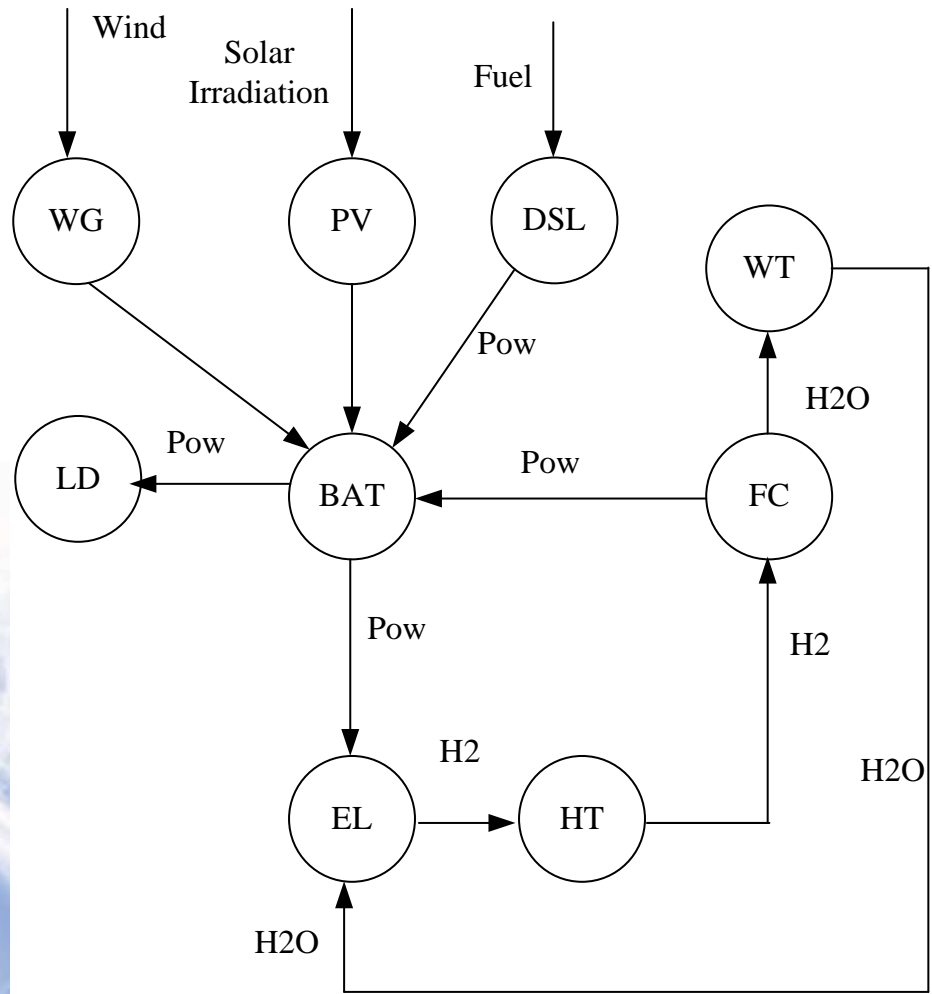 Wind
Solar
Irradiation
Fuel
WG
PV
DSL
WT
Pow
H2O
Pow
LD
Pow
BAT
FC
Pow
H2
H2
H2O
EL
HT
H2O